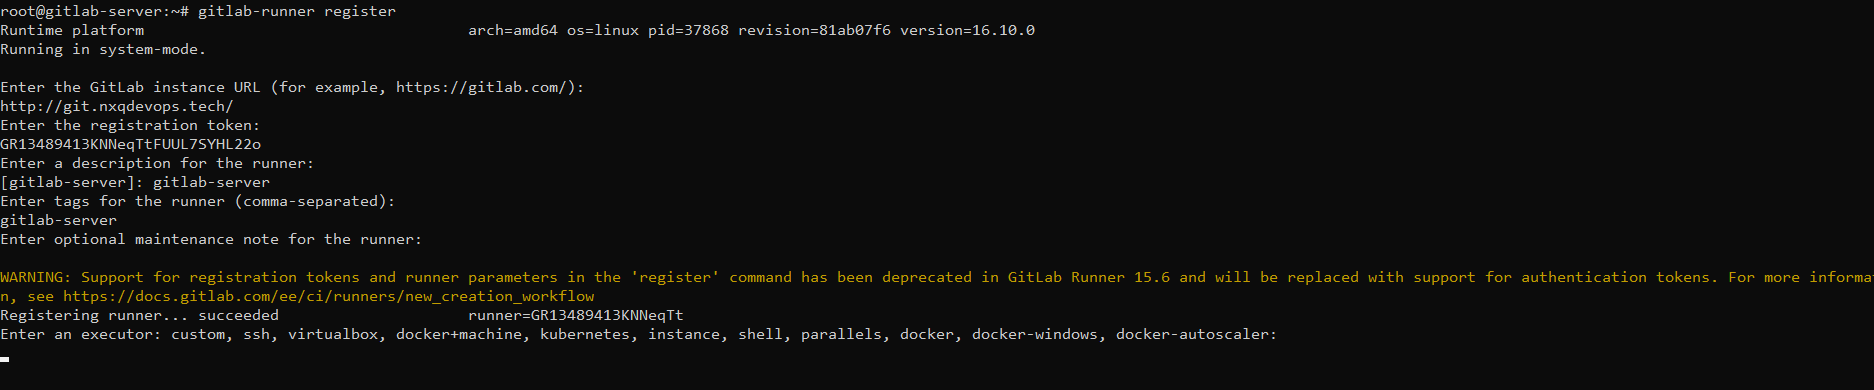 root@gitlab-server:~# gitlab-runner register
Runtime platform                                    arch=amd64 os=linux pid=37868 revision=81ab07f6 version=16.10.0
Running in system-mode.
Enter the GitLab instance URL (for example, https://gitlab.com/):
http://git.nxqdevops.tech/
Enter the registration token:
GR13489413KNNeqTtFUUL7SYHL22o
Enter a description for the runner:
[gitlab-server]: gitlab-server
Enter tags for the runner (comma-separated):
gitlab-server
Enter optional maintenance note for the runner:
WARNING: Support for registration tokens and runner parameters in the 'register' command has been deprecated in GitLab Runner 15.6 and will be replaced with support for authentication tokens. For more informa
n, see https://docs.gitlab.com/ee/ci/runners/new_creation_workflow
Registering runner... succeeded                     runner=GR13489413KNNeqTt
Enter an executor: custom, ssh, virtualbox, docker+machine, kubernetes, instance, shell, parallels, docker, docker-windows, docker-autoscaler: